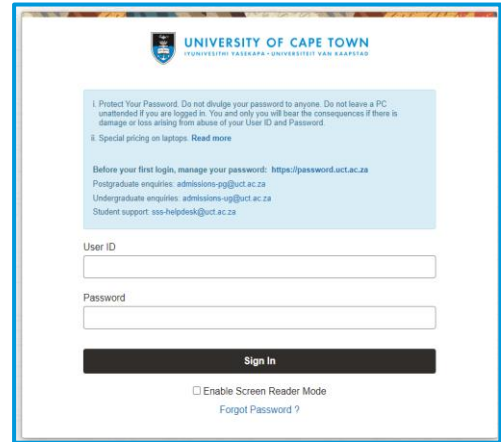 UNIVERSITY OF CAPE TOWN
IYUNIVESITHI YASEKAPA • UNIVERSITEIT VAN KAAPSTAD
i. Protect Your Password. Do not divulge your password to anyone. Do not leave a PC
unattended if you are logged in. You and only you will bear the consequences if there is
damage or loss arising from abuse of your User ID and Password.
ii. Special pricing on laptops. Read more
Before your first login, manage your password: https://password.uct.ac.za
Postgraduate enquiries: admissions-pg@uct.ac.za
Undergraduate enquiries: admissions-ug@uct.ac.za
Student support: sss-helpdesk@uct.ac.za
User ID
Password
Sign In
Enable Screen Reader Mode
Forgot Password ?